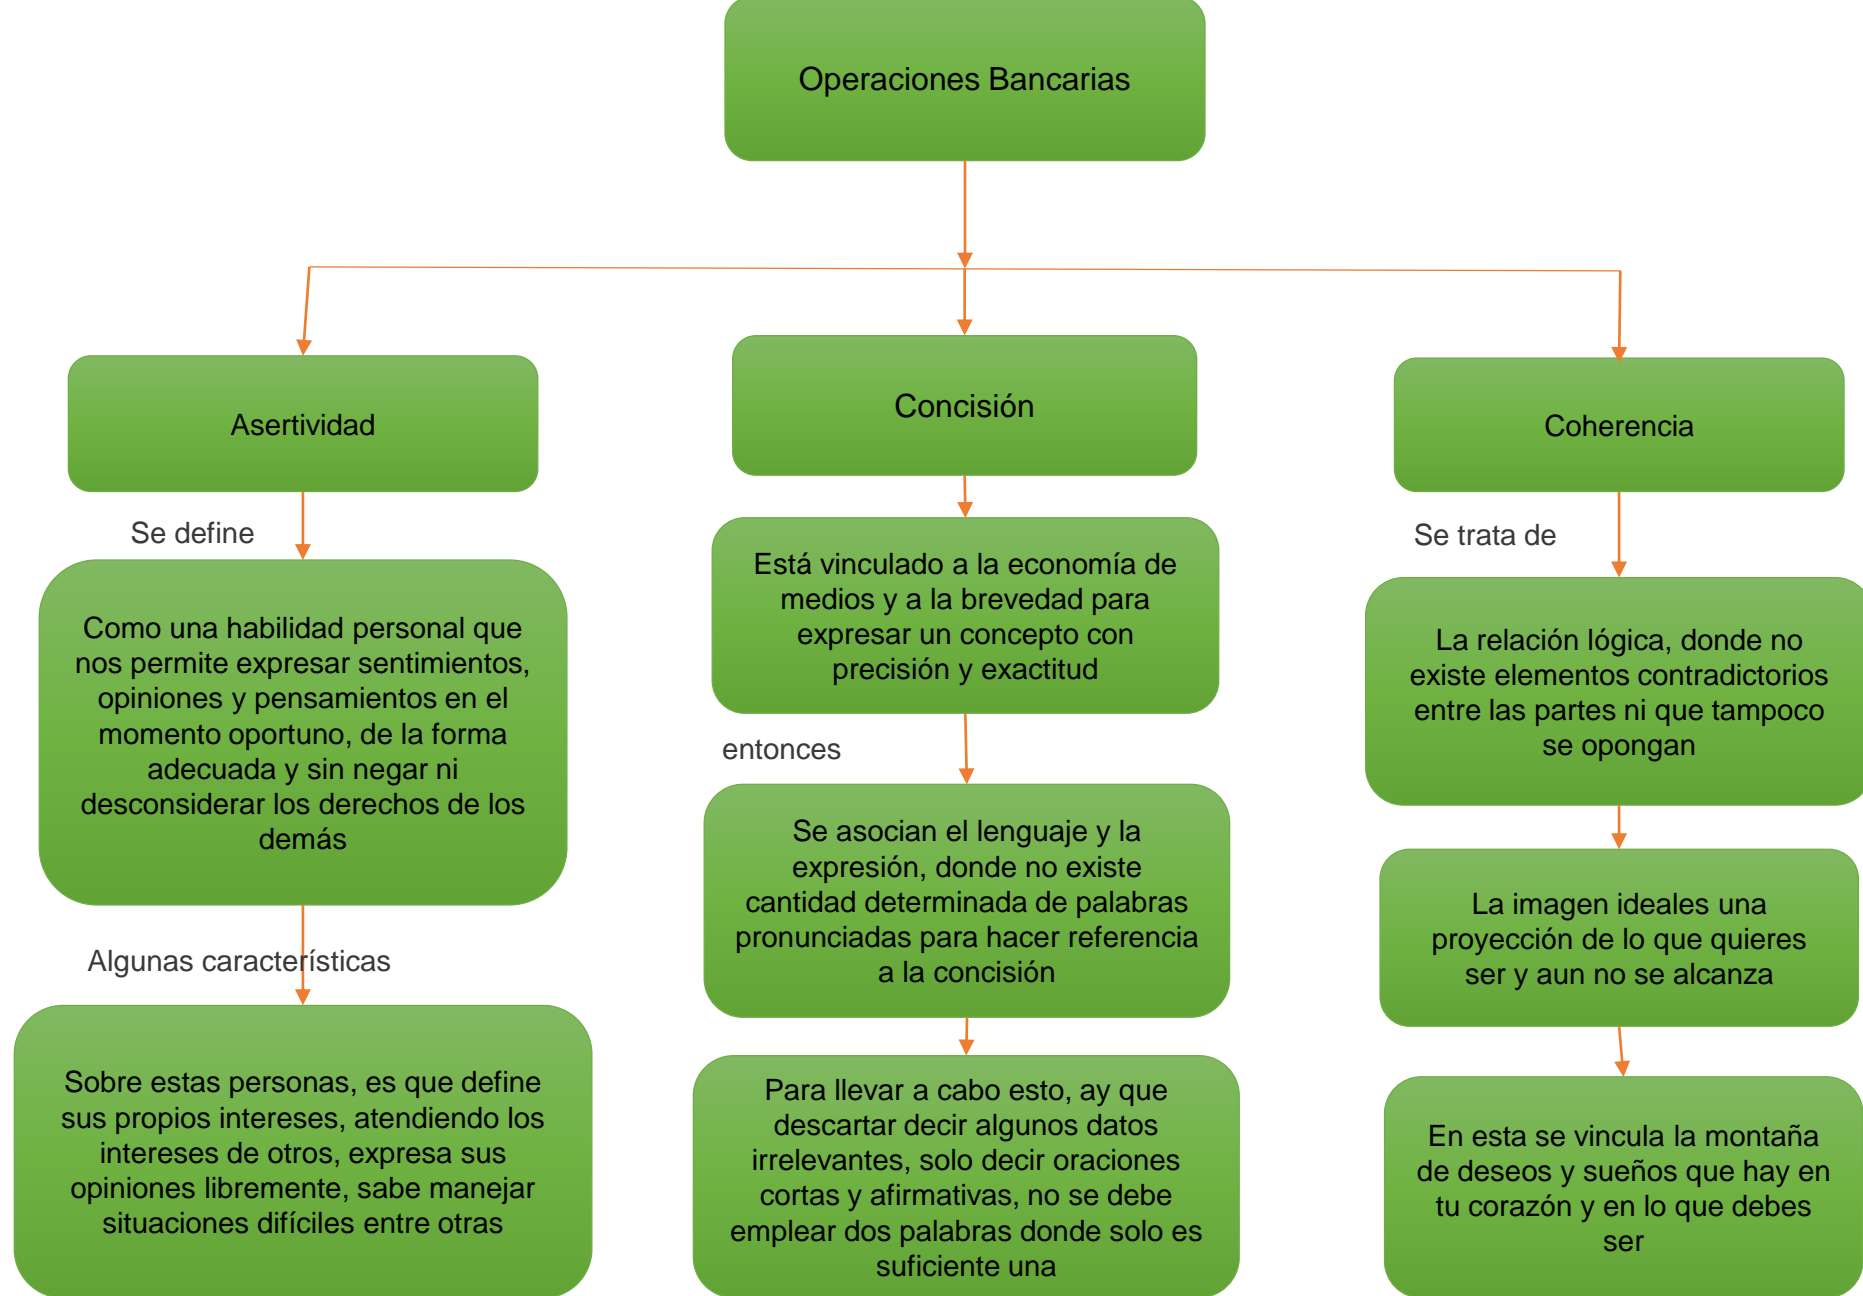 Operaciones Bancarias
Asertividad
Se define
Como una habilidad personal que
nos permite expresar sentimientos,
opiniones y pensamientos en el
momento oportuno, de la forma
adecuada y sin negar ni
desconsiderar los derechos de los
demás
Algunas características
Sobre estas personas, es que define
sus propios intereses, atendiendo los
intereses de otros, expresa sus
opiniones libremente, sabe manejar
situaciones difíciles entre otras
Concisión
Está vinculado a la economía de
medios y a la brevedad para
expresar un concepto con
precisión y exactitud
entonces
Se asocian el lenguaje y la
expresión, donde no existe
cantidad determinada de palabras
pronunciadas para hacer referencia
a la concisión
Para llevar a cabo esto, ay que
descartar decir algunos datos
irrelevantes, solo decir oraciones
cortas y afirmativas, no se debe
emplear dos palabras donde solo es
suficiente una
Coherencia
Se trata de
La relación lógica, donde no
existe elementos contradictorios
entre las partes ni que tampoco
se opongan
La imagen ideales una
proyección de lo que quieres
ser y aun no se alcanza
En esta se vincula la montaña
de deseos y sueños que hay en
tu corazón y en lo que debes
ser